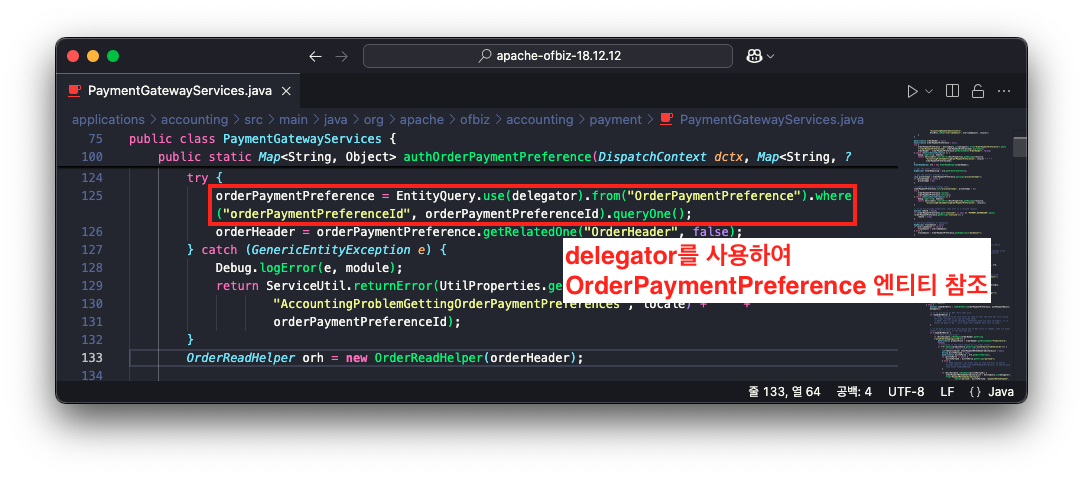 apache-ofbiz-18.12.12
PaymentGatewayServices.java
applications > accounting > src > main > java > org > apache > ofbiz > accounting > payment > PaymentGatewayServices.java
75 public class PaymentGatewayServices {
100 public static Map<String, Object> authOrderPaymentPreference(DispatchContext dctx, Map<String, ?
124 try {
125 orderPaymentPreference = EntityQuery.use(delegator).from("OrderPaymentPreference").where
("orderPaymentPreferenceId", orderPaymentPreferenceId).queryOne();
126 orderHeader = orderPaymentPreference.getRelatedOne("OrderHeader", false);
127 } catch (GenericEntityException e) {
128 Debug.logError(e, module);
129 return ServiceUtil.returnError(UtilProperties.ge
130 "AccountingProblemGettingOrderPaymentPreferences", locale) + " " +
131 orderPaymentPreferenceId);
132 }
133 OrderReadHelper orh = new OrderReadHelper(orderHeader);
134
delegator를 사용하여
OrderPaymentPreference 엔티티 참조
줄 133, 열 64 공백: 4 UTF-8 LF {} Java